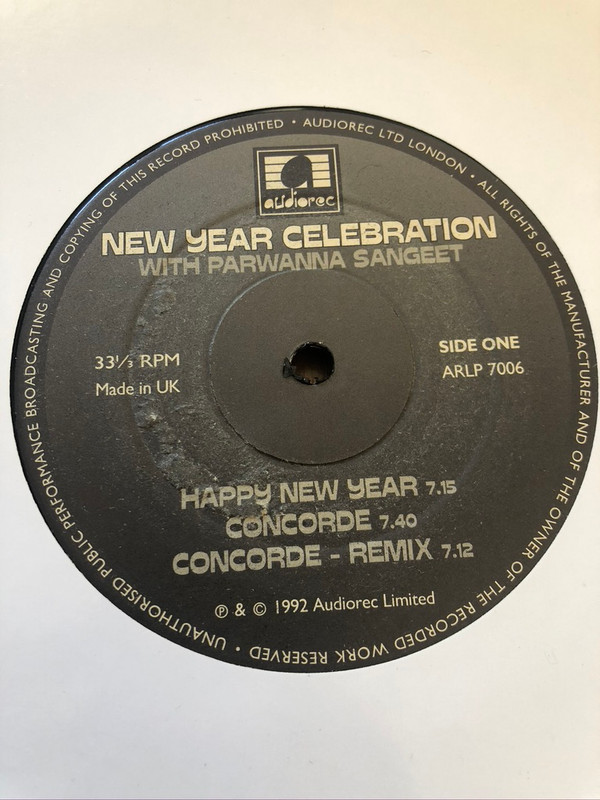 UNAUTHORISED PUBLIC PERFORMANCE BROADCASTING AND COPYING OF THIS RECORD PROHIBITED • AUDIOREC LTD LONDON • ALL RIGHTS OF THE MANUFACTURER AND OF THE OWNER OF THE RECORDED WORK RESERVED •
audiorec
NEW YEAR CELEBRATION
WITH PARWANNA SANGEET
33⅓ RPM
Made in UK
SIDE ONE
ARLP 7006
HAPPY NEW YEAR 7.15
CONCORDE 7.40
CONCORDE - REMIX 7.12
℗ & © 1992 Audiorec Limited